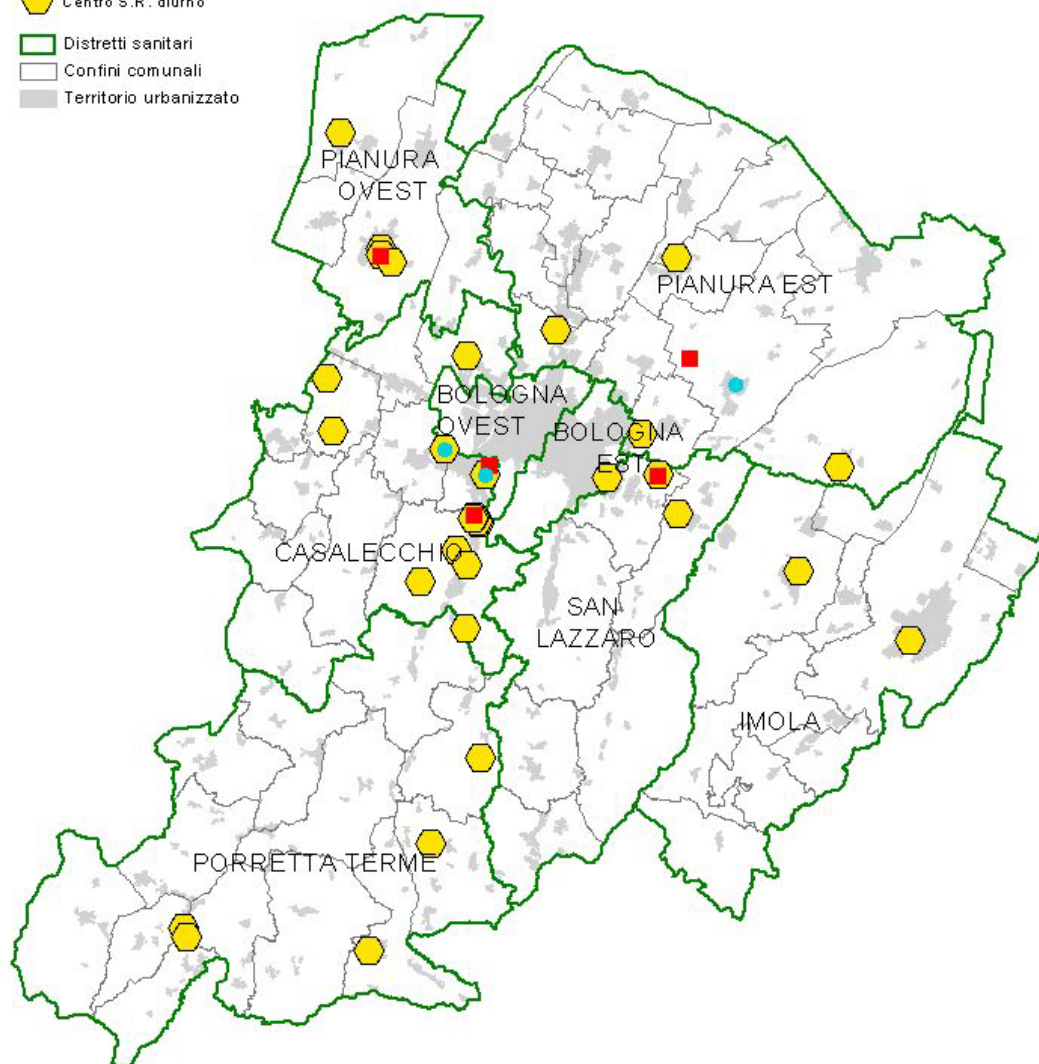 Centro S.R. diurno
Distretti sanitari
Confini comunali
Territorio urbanizzato
PIANURA
OVEST
PIANURA EST
BOLOGNA
OVEST
BOLOGNA
EST
CASALECCHIO
SAN
LAZZARO
IMOLA
PORRETTA TERME